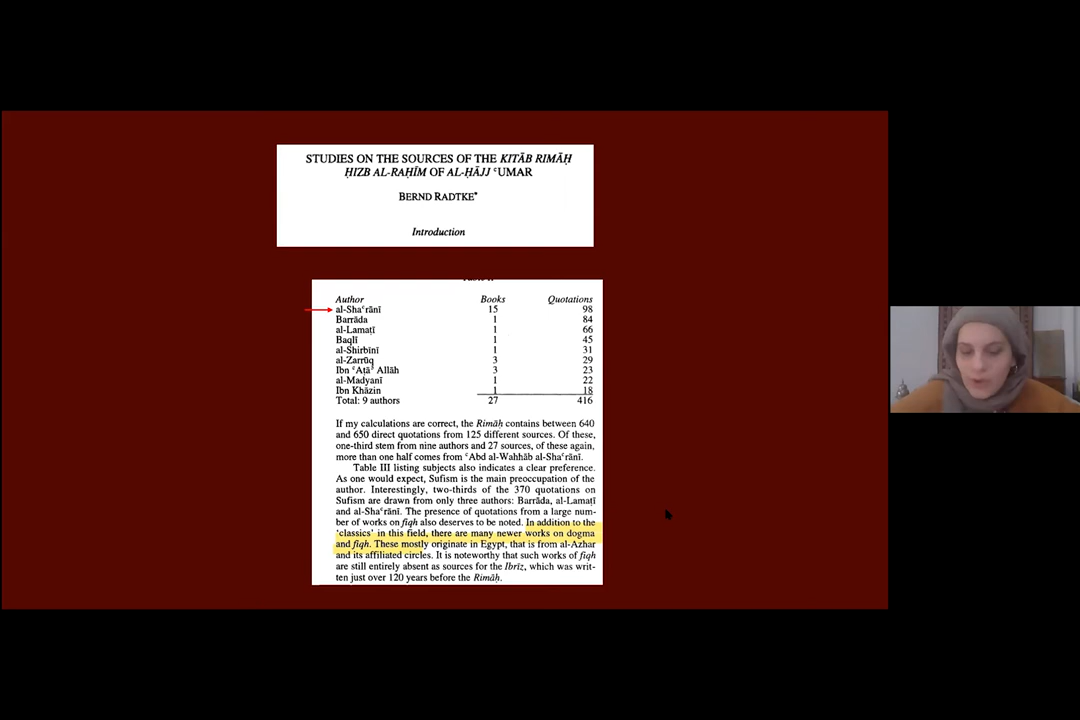 STUDIES ON THE SOURCES OF THE KITĀB RIMĀḤ
ḤIZB AL-RAḤĪM OF AL-ḤĀJJ ʿUMAR
BERND RADTKE*
Introduction
Author Books Quotations
al-Shaʿrānī 15 98
Barrāda 1 84
al-Lamaṭī 1 66
Baqlī 1 45
al-Shirbīnī 1 31
al-Zarrūq 3 29
Ibn ʿAṭāʾ Allāh 3 23
al-Madyanī 1 22
Ibn Khāzin 1 18
Total: 9 authors 27 416
If my calculations are correct, the Rimāḥ contains between 640
and 650 direct quotations from 125 different sources. Of these,
one-third stem from nine authors and 27 sources, of these again,
more than one half comes from ʿAbd al-Wahhāb al-Shaʿrānī.
Table III listing subjects also indicates a clear preference.
As one would expect, Sufism is the main preoccupation of the
author. Interestingly, two-thirds of the 370 quotations on
Sufism are drawn from only three authors: Barrāda, al-Lamaṭī
and al-Shaʿrānī. The presence of quotations from a large num-
ber of works on fiqh also deserves to be noted. In addition to the
'classics' in this field, there are many newer works on dogma
and fiqh. These mostly originate in Egypt, that is from al-Azhar
and its affiliated circles. It is noteworthy that such works of fiqh
are still entirely absent as sources for the Ibrīz, which was writ-
ten just over 120 years before the Rimāḥ.